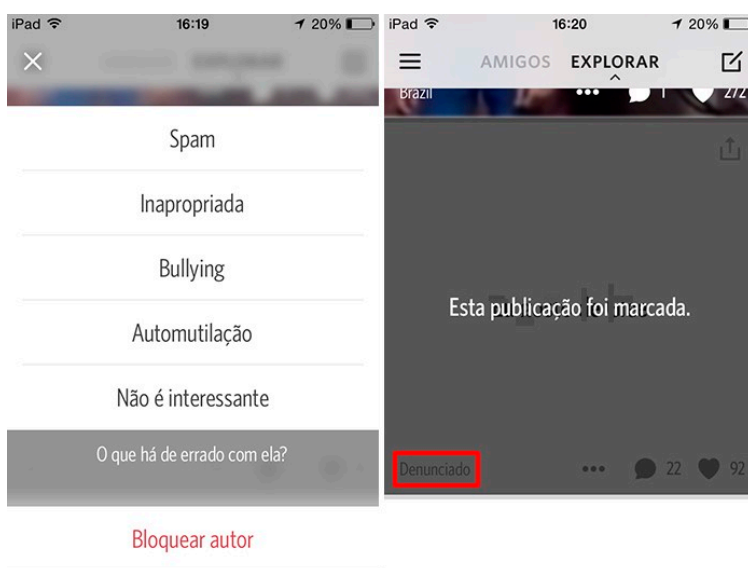 iPad 16:19 20%
Spam
Inapropriada
Bullying
Automutilação
Não é interessante
O que há de errado com ela?
Bloquear autor
iPad 16:20 20%
AMIGOS EXPLORAR
Brazil 1 272
Esta publicação foi marcada.
Denunciado 22 92